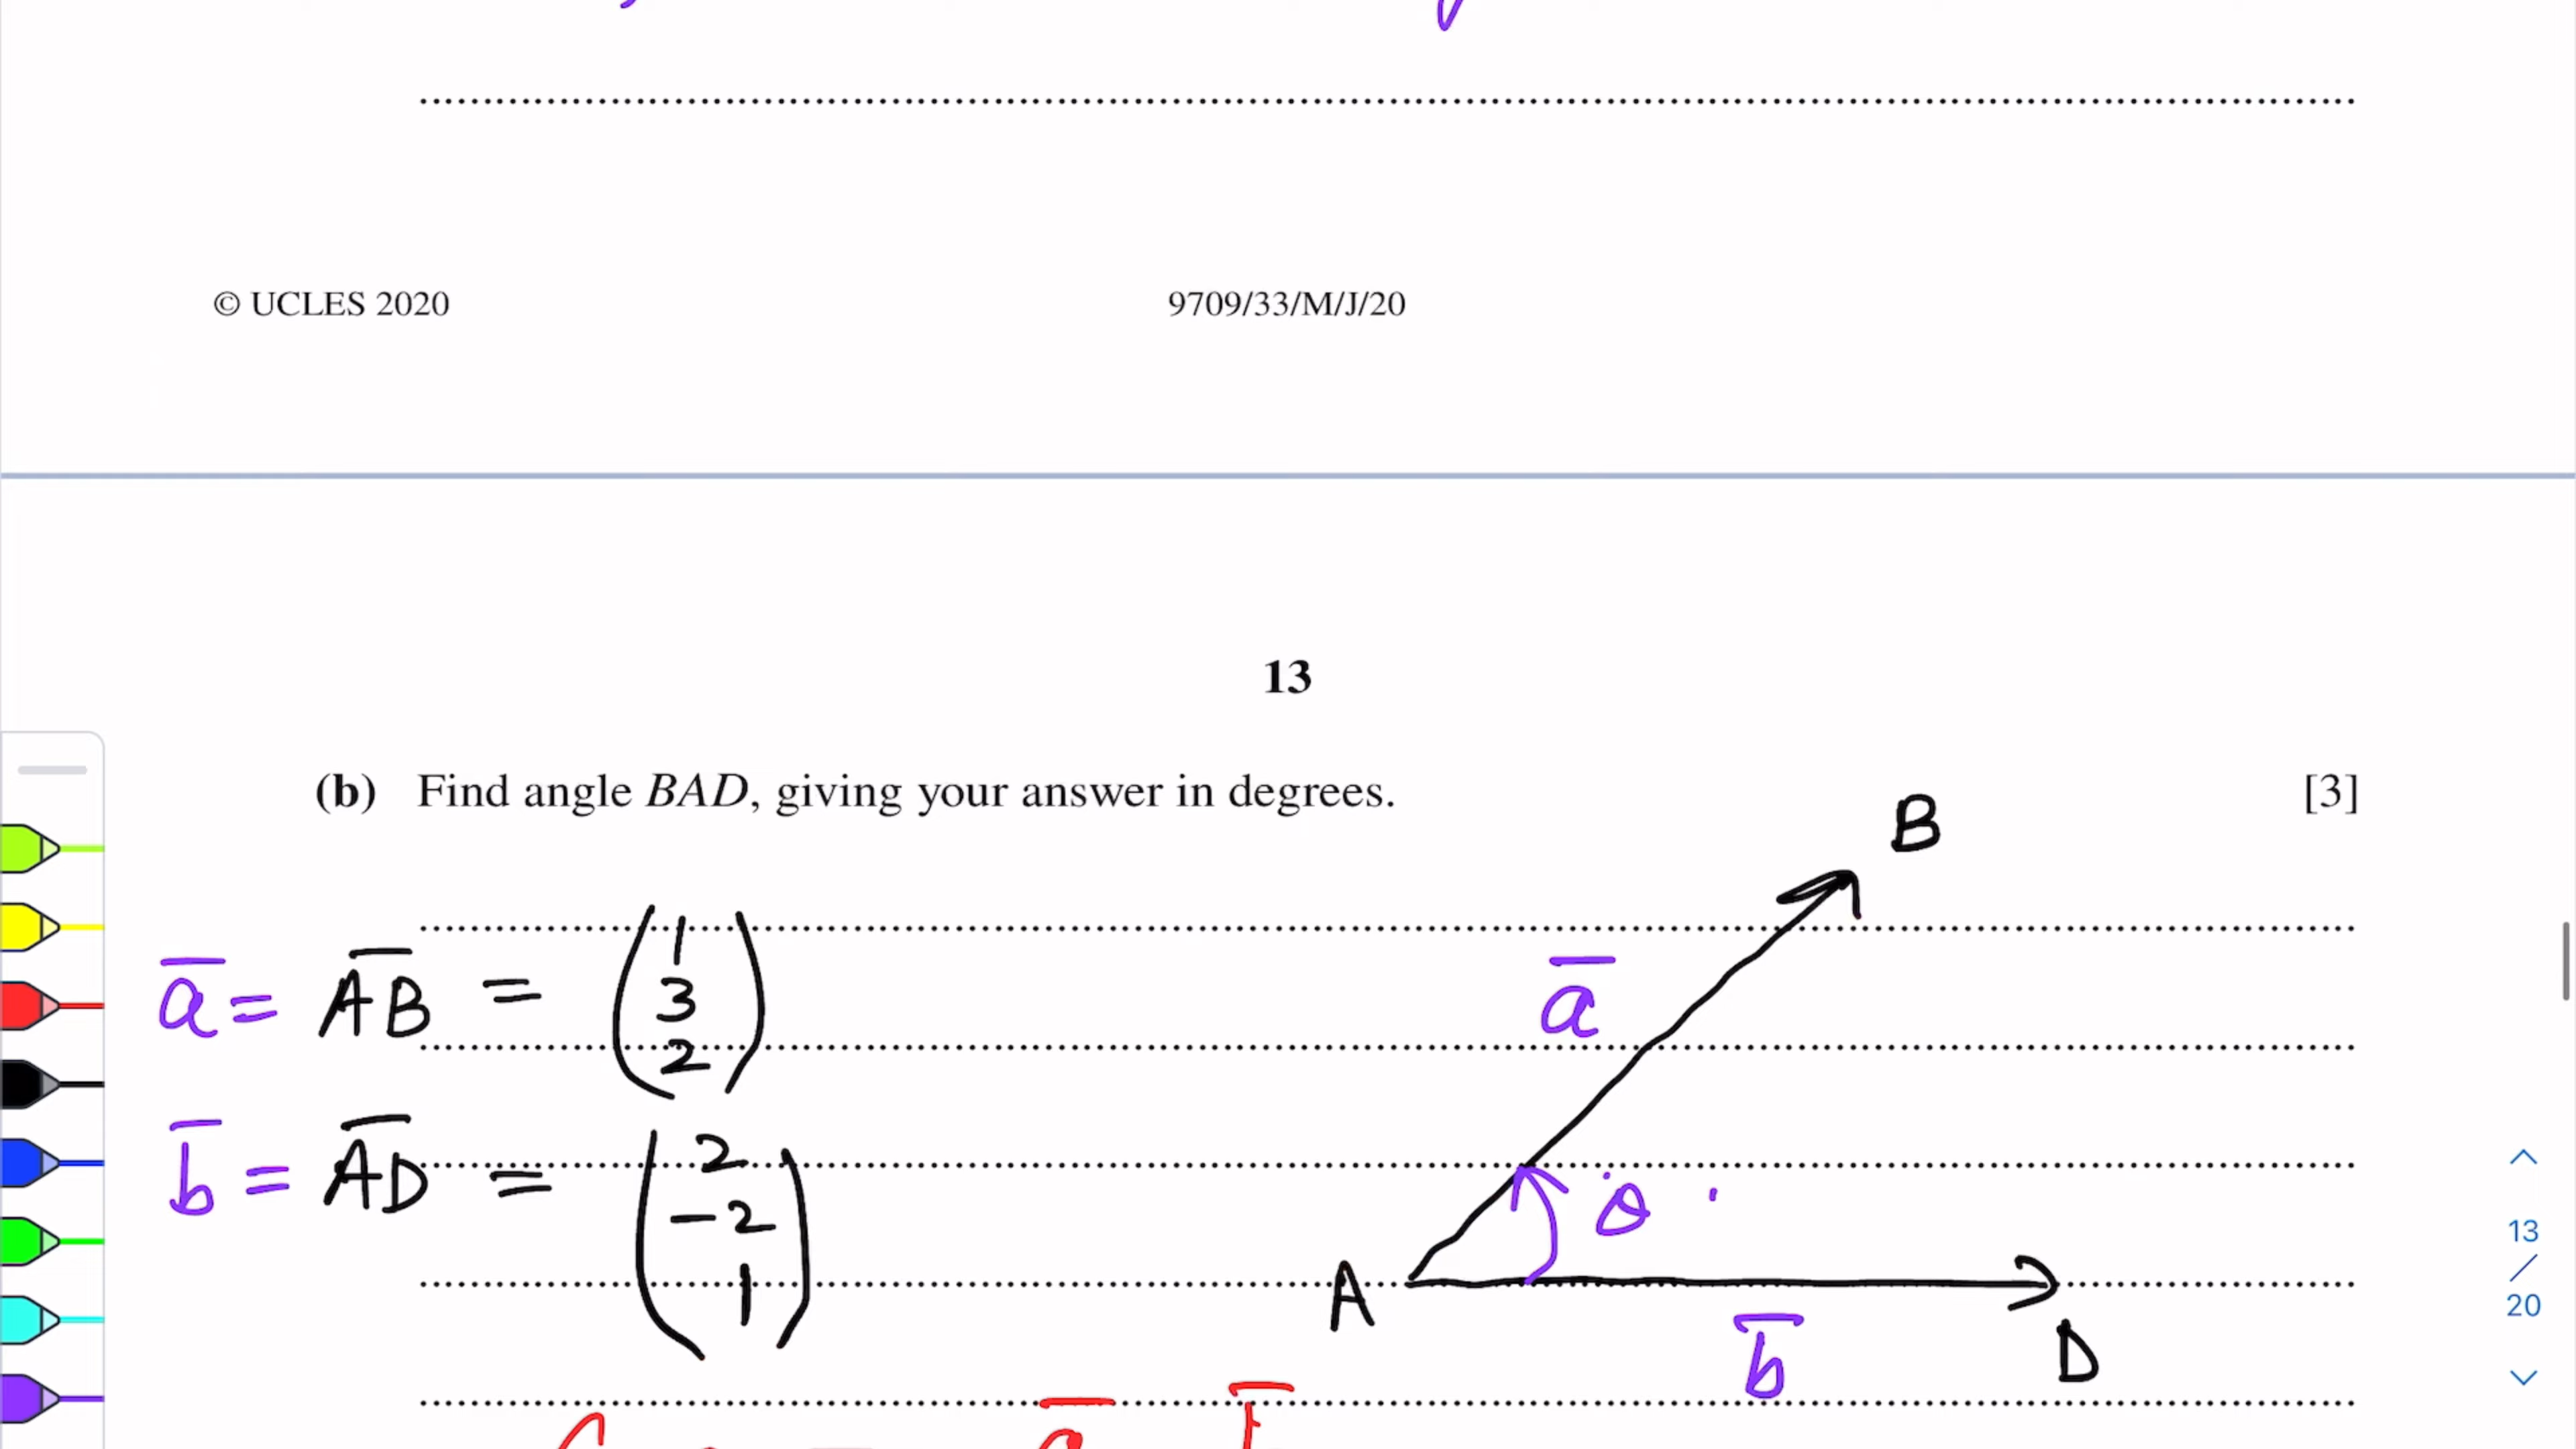 © UCLES 2020 9709/33/M/J/20
13
(b) Find angle BAD, giving your answer in degrees. [3]
B
a = AB = (1 3 2)
a
b = AD = (2 -2 1)
θ
A
b
D
13
/
20